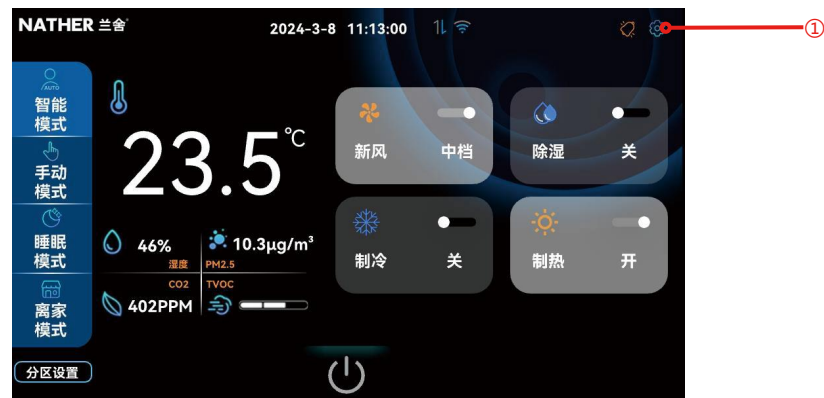 NATHER 兰舍
2024-3-8 11:13:00
①
AUTO
智能
模式
手动
模式
睡眠
模式
离家
模式
分区设置
23.5℃
46%
湿度
10.3μg/m³
PM2.5
CO2
402PPM
TVOC
新风 中档
除湿 关
制冷 关
制热 开